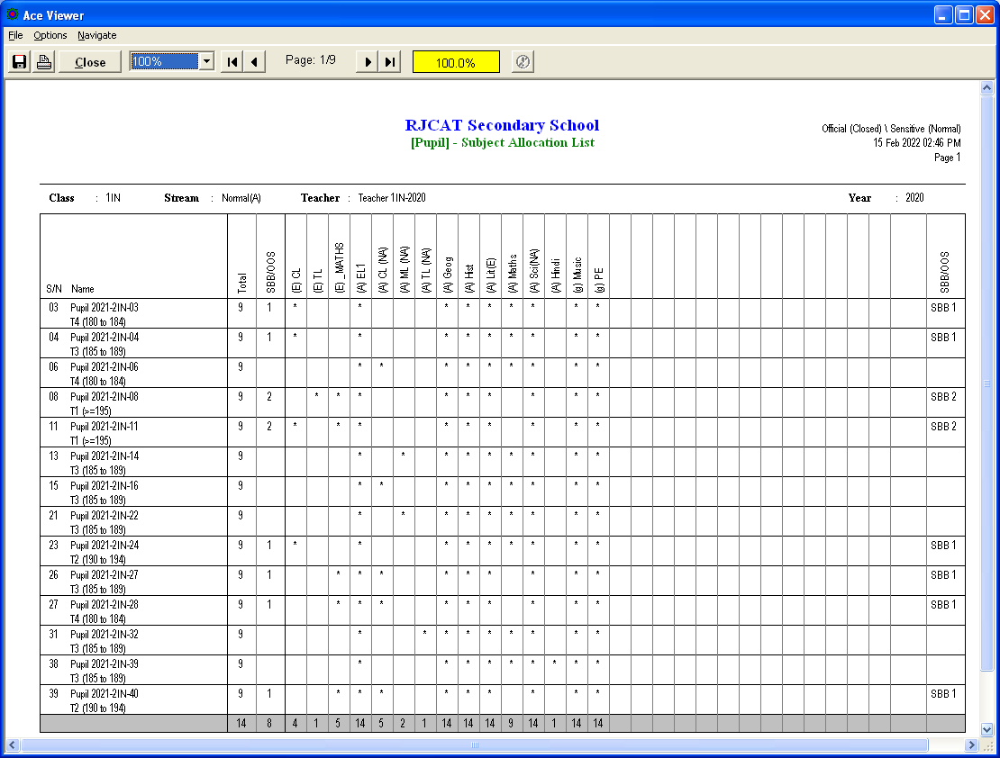 Ace Viewer
File Options Navigate
Close 100% Page: 1/9 100.0%
RJCAT Secondary School
[Pupil] - Subject Allocation List
Official (Closed) \ Sensitive (Normal)
15 Feb 2022 02:46 PM
Page 1
Class : 1IN Stream : Normal(A) Teacher : Teacher 1IN-2020 Year : 2020
S/N Name Total SBB/OOS (E) CL (E) TL (E) _MATHS (A) EL1 (A) CL (NA) (A) ML (NA) (A) TL (NA) (A) Geog (A) Hist (A) Lit(E) (A) Maths (A) Sci(NA) (A) Hindi (g) Music (g) PE SBB/OOS
03 Pupil 2021-2IN-03 9 1 * * * * * * * * * SBB 1
T4 (180 to 184)
04 Pupil 2021-2IN-04 9 1 * * * * * * * * * SBB 1
T3 (185 to 189)
06 Pupil 2021-2IN-06 9 * * * * * * * * *
T4 (180 to 184)
08 Pupil 2021-2IN-08 9 2 * * * * * * * * * SBB 2
T1 (>=195)
11 Pupil 2021-2IN-11 9 2 * * * * * * * * * SBB 2
T1 (>=195)
13 Pupil 2021-2IN-14 9 * * * * * * * * *
T3 (185 to 189)
15 Pupil 2021-2IN-16 9 * * * * * * * * *
T3 (185 to 189)
21 Pupil 2021-2IN-22 9 * * * * * * * * *
T3 (185 to 189)
23 Pupil 2021-2IN-24 9 1 * * * * * * * * * SBB 1
T2 (190 to 194)
26 Pupil 2021-2IN-27 9 1 * * * * * * * * * SBB 1
T3 (185 to 189)
27 Pupil 2021-2IN-28 9 1 * * * * * * * * * SBB 1
T4 (180 to 184)
31 Pupil 2021-2IN-32 9 * * * * * * * * *
T3 (185 to 189)
38 Pupil 2021-2IN-39 9 * * * * * * * * *
T3 (185 to 189)
39 Pupil 2021-2IN-40 9 1 * * * * * * * * * SBB 1
T2 (190 to 194)
14 8 4 1 5 14 5 2 1 14 14 14 9 14 1 14 14